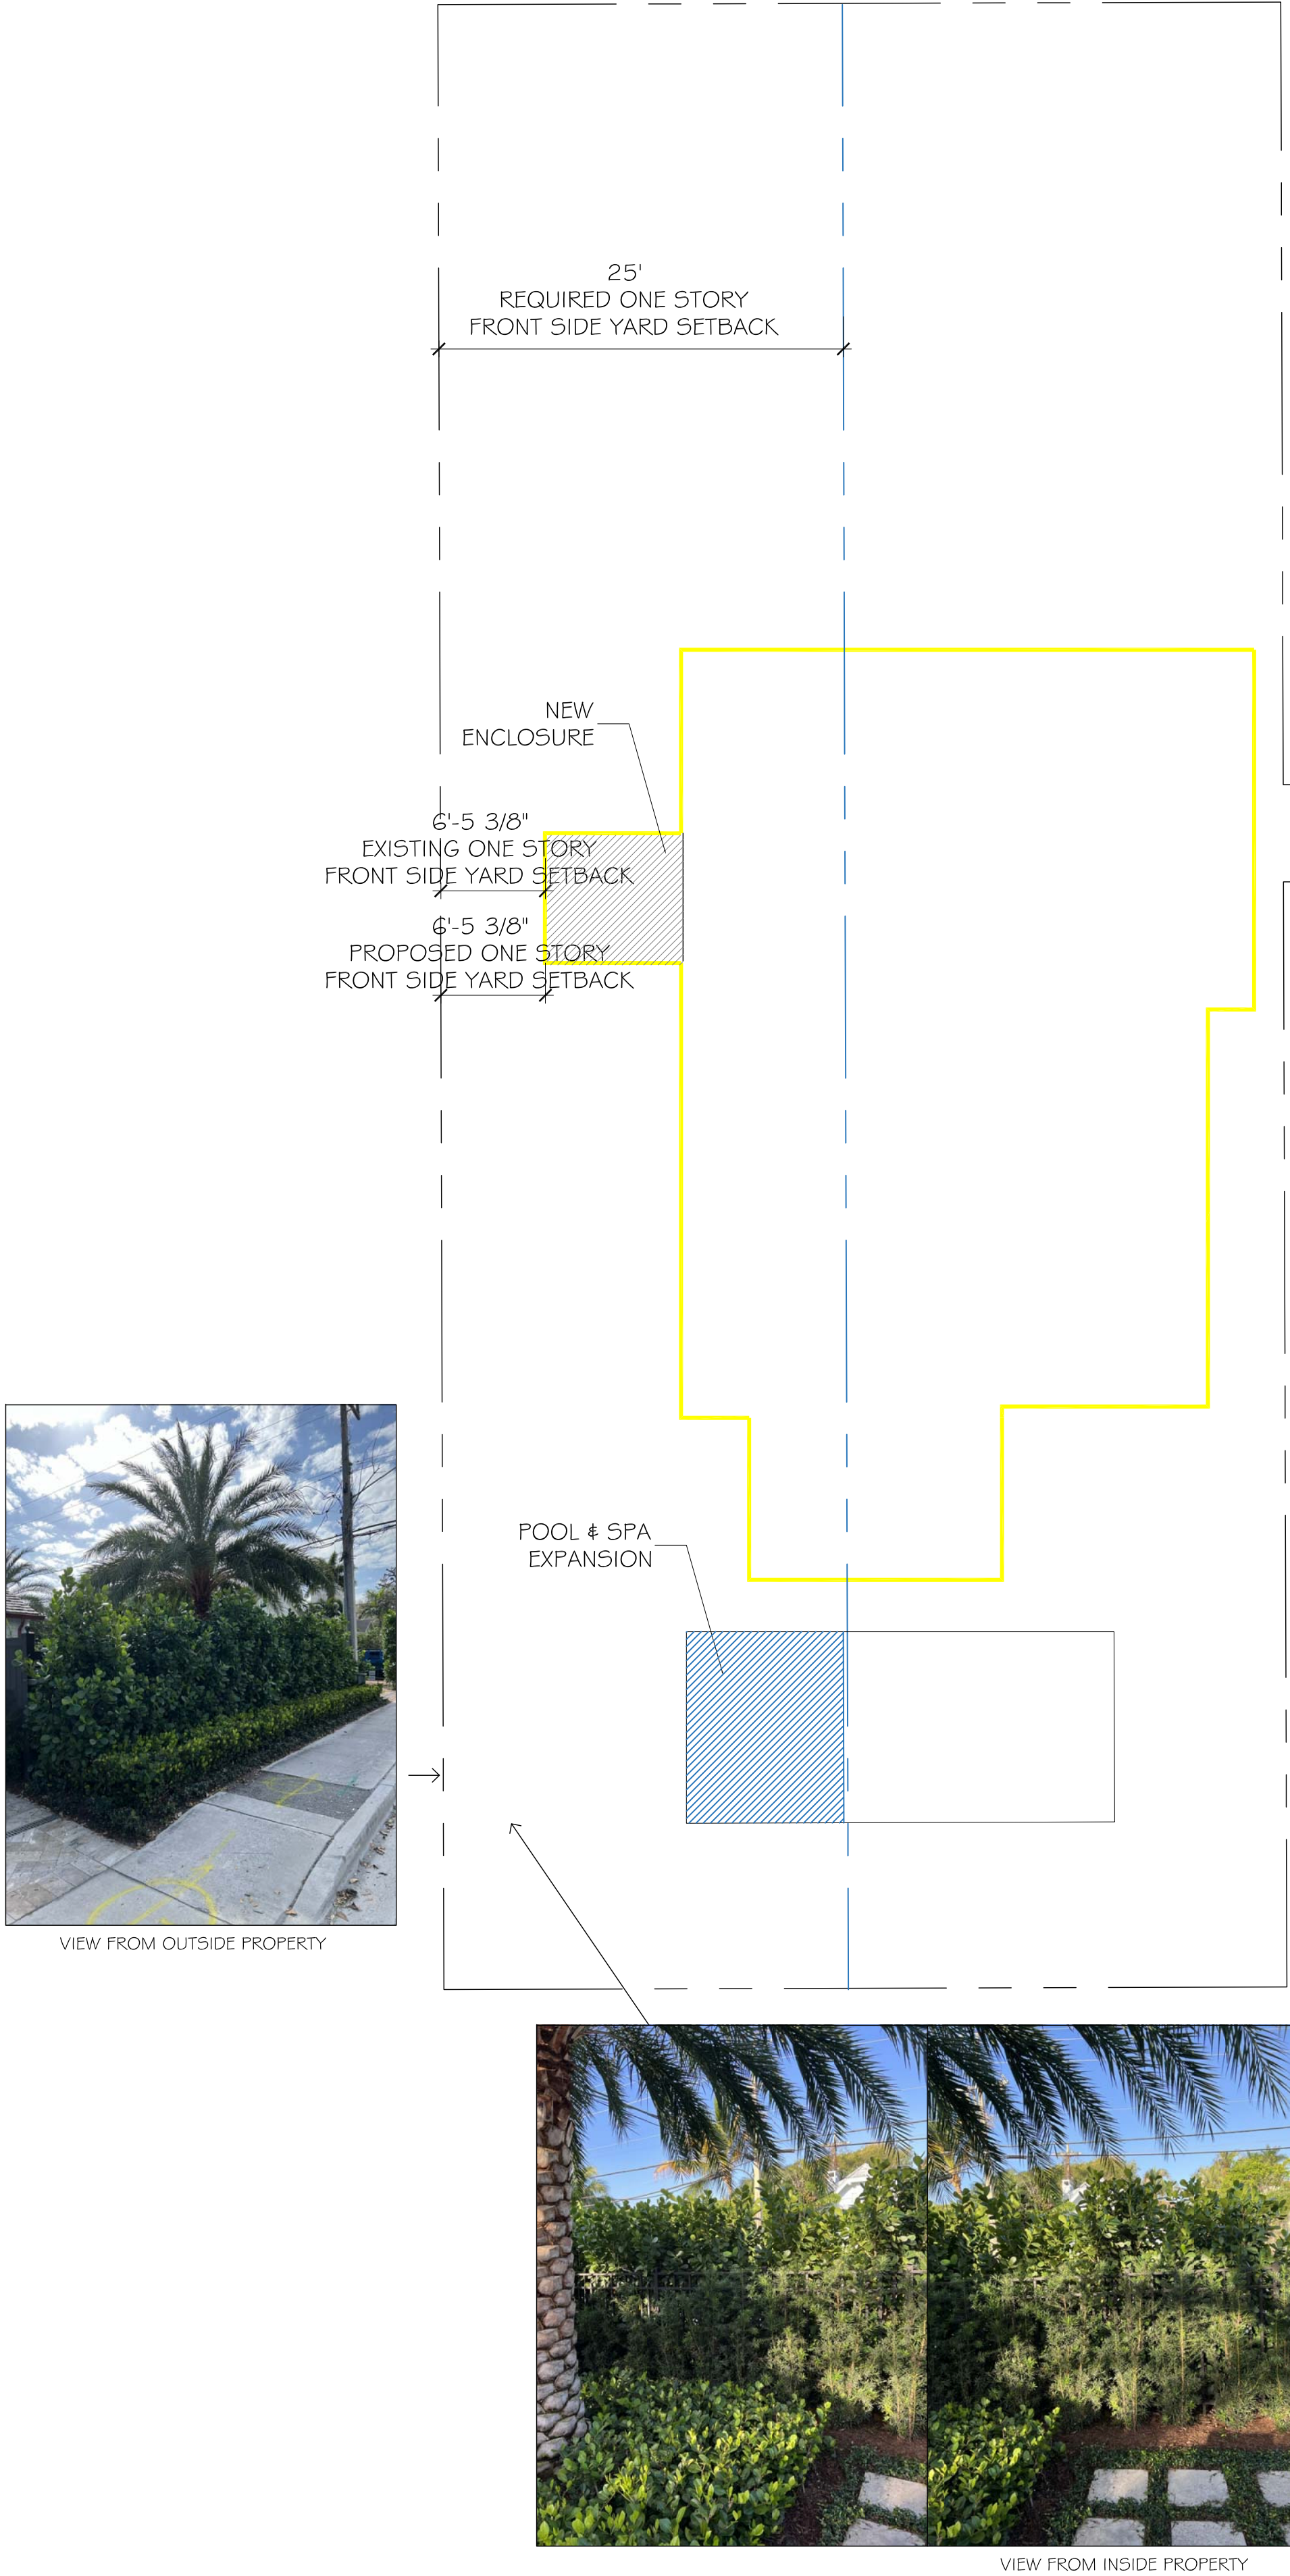 25'
REQUIRED ONE STORY
FRONT SIDE YARD SETBACK
NEW
ENCLOSURE
6'-5 3/8"
EXISTING ONE STORY
FRONT SIDE YARD SETBACK
6'-5 3/8"
PROPOSED ONE STORY
FRONT SIDE YARD SETBACK
POOL & SPA
EXPANSION
VIEW FROM OUTSIDE PROPERTY
VIEW FROM INSIDE PROPERTY